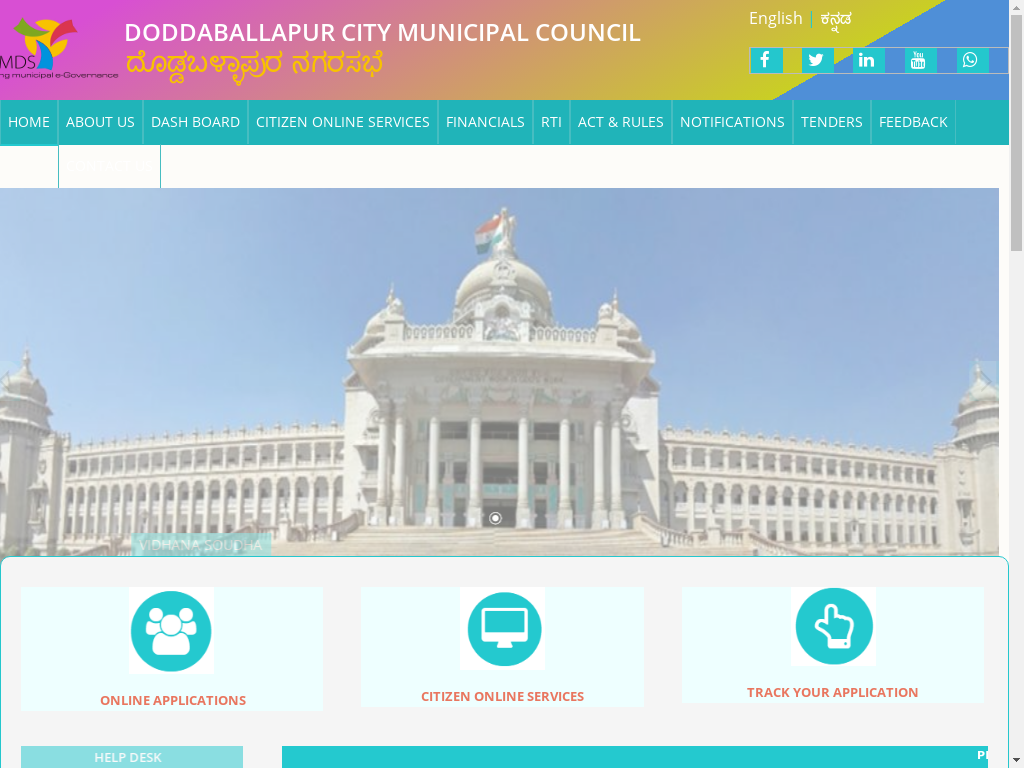 DODDABALLAPUR CITY MUNICIPAL COUNCIL
ದೊಡ್ಡಬಳ್ಳಾಪುರ ನಗರಸಭೆ
English | ಕನ್ನಡ
MDS
ng municipal e-Governance
HOME ABOUT US DASH BOARD CITIZEN ONLINE SERVICES FINANCIALS RTI ACT & RULES NOTIFICATIONS TENDERS FEEDBACK
VIDHANA SOUDHA
ONLINE APPLICATIONS
CITIZEN ONLINE SERVICES
TRACK YOUR APPLICATION
HELP DESK